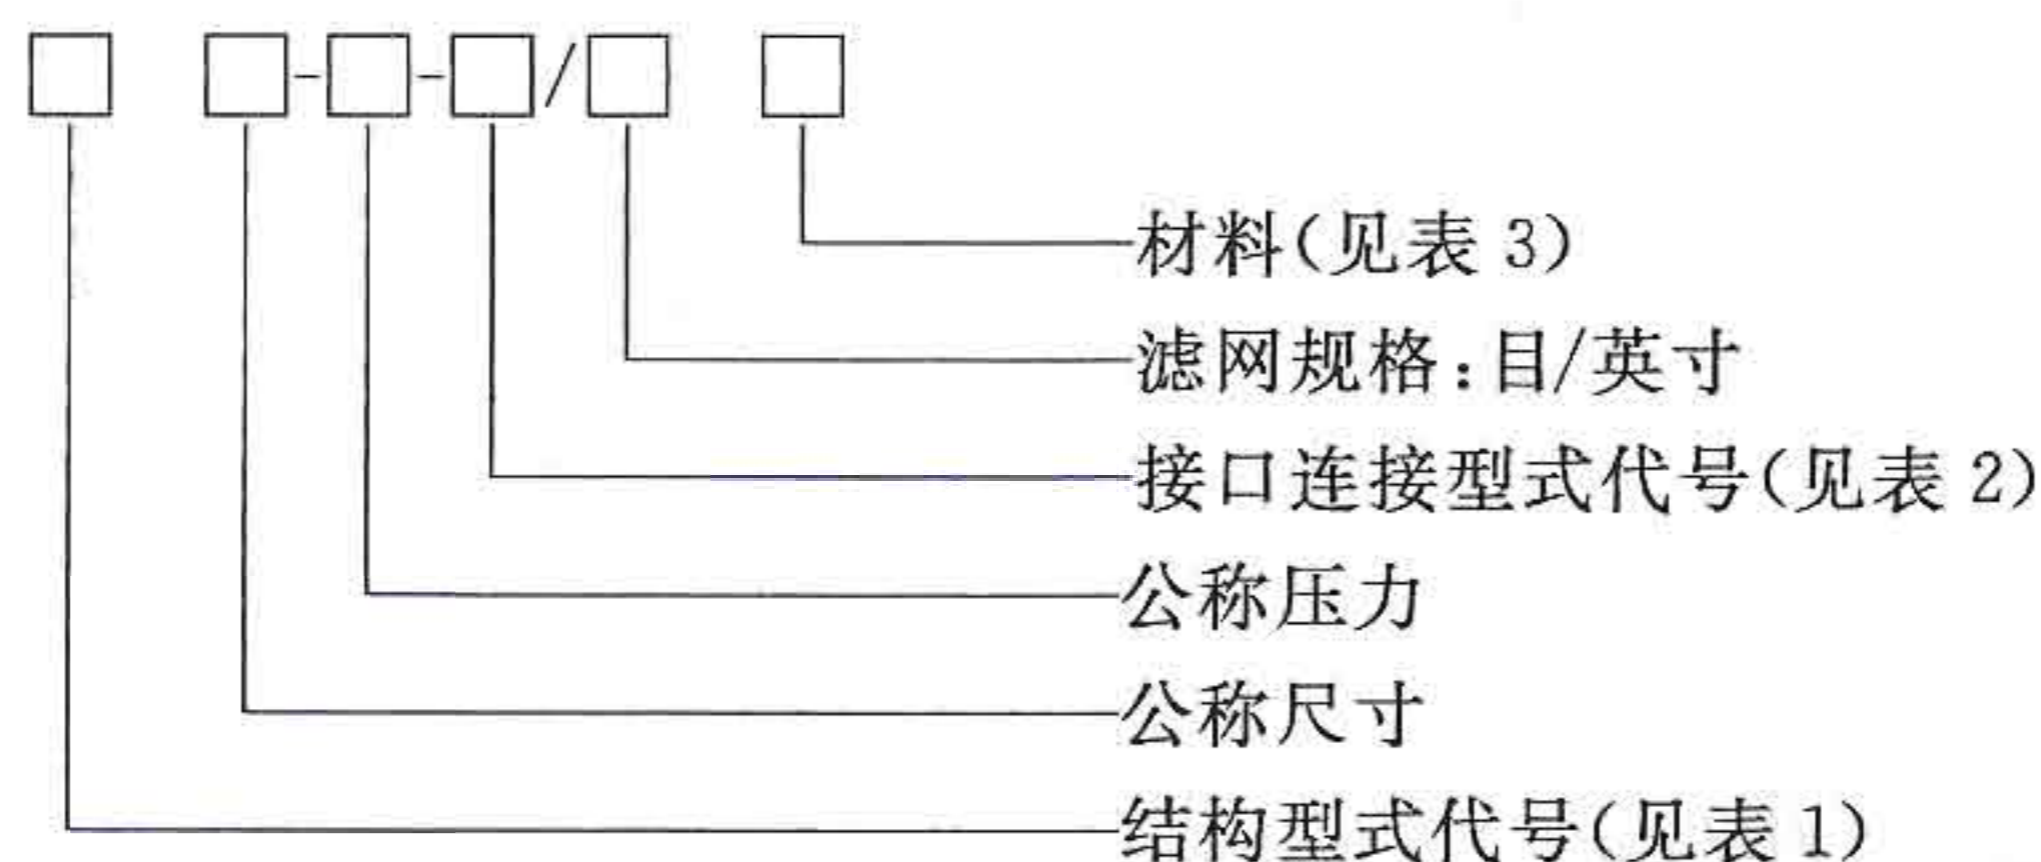 □ □-□-□/□ □
材料(见表 3)
滤网规格:目/英寸
接口连接型式代号(见表 2)
公称压力
公称尺寸
结构型式代号(见表 1)